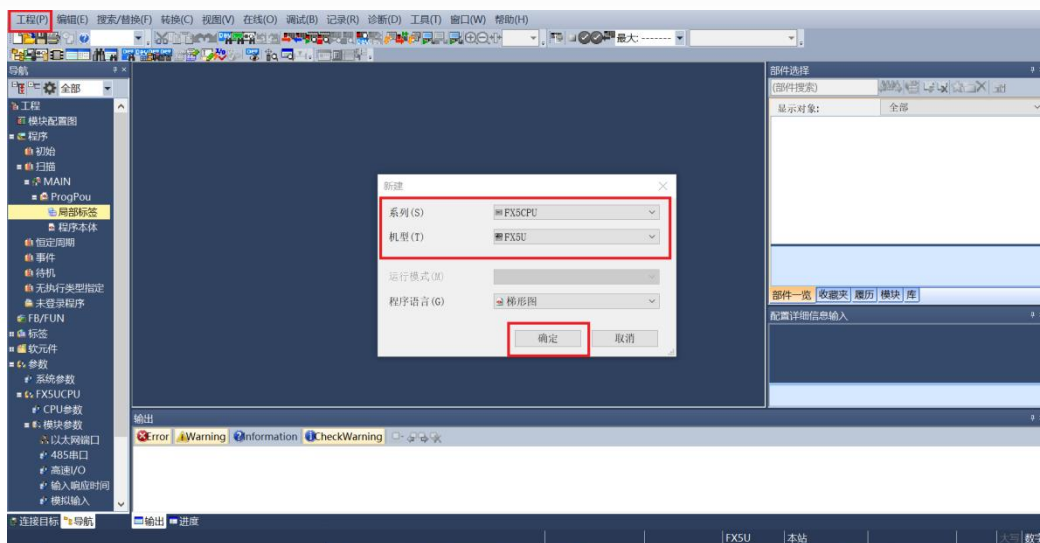 工程(P) 编辑(E) 搜索/替换(F) 转换(C) 视图(V) 在线(O) 调试(B) 记录(R) 诊断(D) 工具(T) 窗口(W) 帮助(H)
最大: -------
导航
全部
工程
模块配置图
程序
初始
扫描
MAIN
ProgPou
局部标签
程序本体
恒定周期
事件
待机
无执行类型指定
未登录程序
FB/FUN
标签
软元件
参数
系统参数
FX5UCPU
CPU参数
模块参数
以太网端口
485串口
高速I/O
输入响应时间
模拟输入
连接目标 导航
新建
系列(S) FX5CPU
机型(T) FX5U
运行模式(M)
程序语言(G) 梯形图
确定 取消
部件选择
(部件搜索)
显示对象: 全部
部件一览 收藏夹 履历 模块 库
配置详细信息输入
输出
Error Warning Information CheckWarning
输出 进度
FX5U 本站 大写 数字